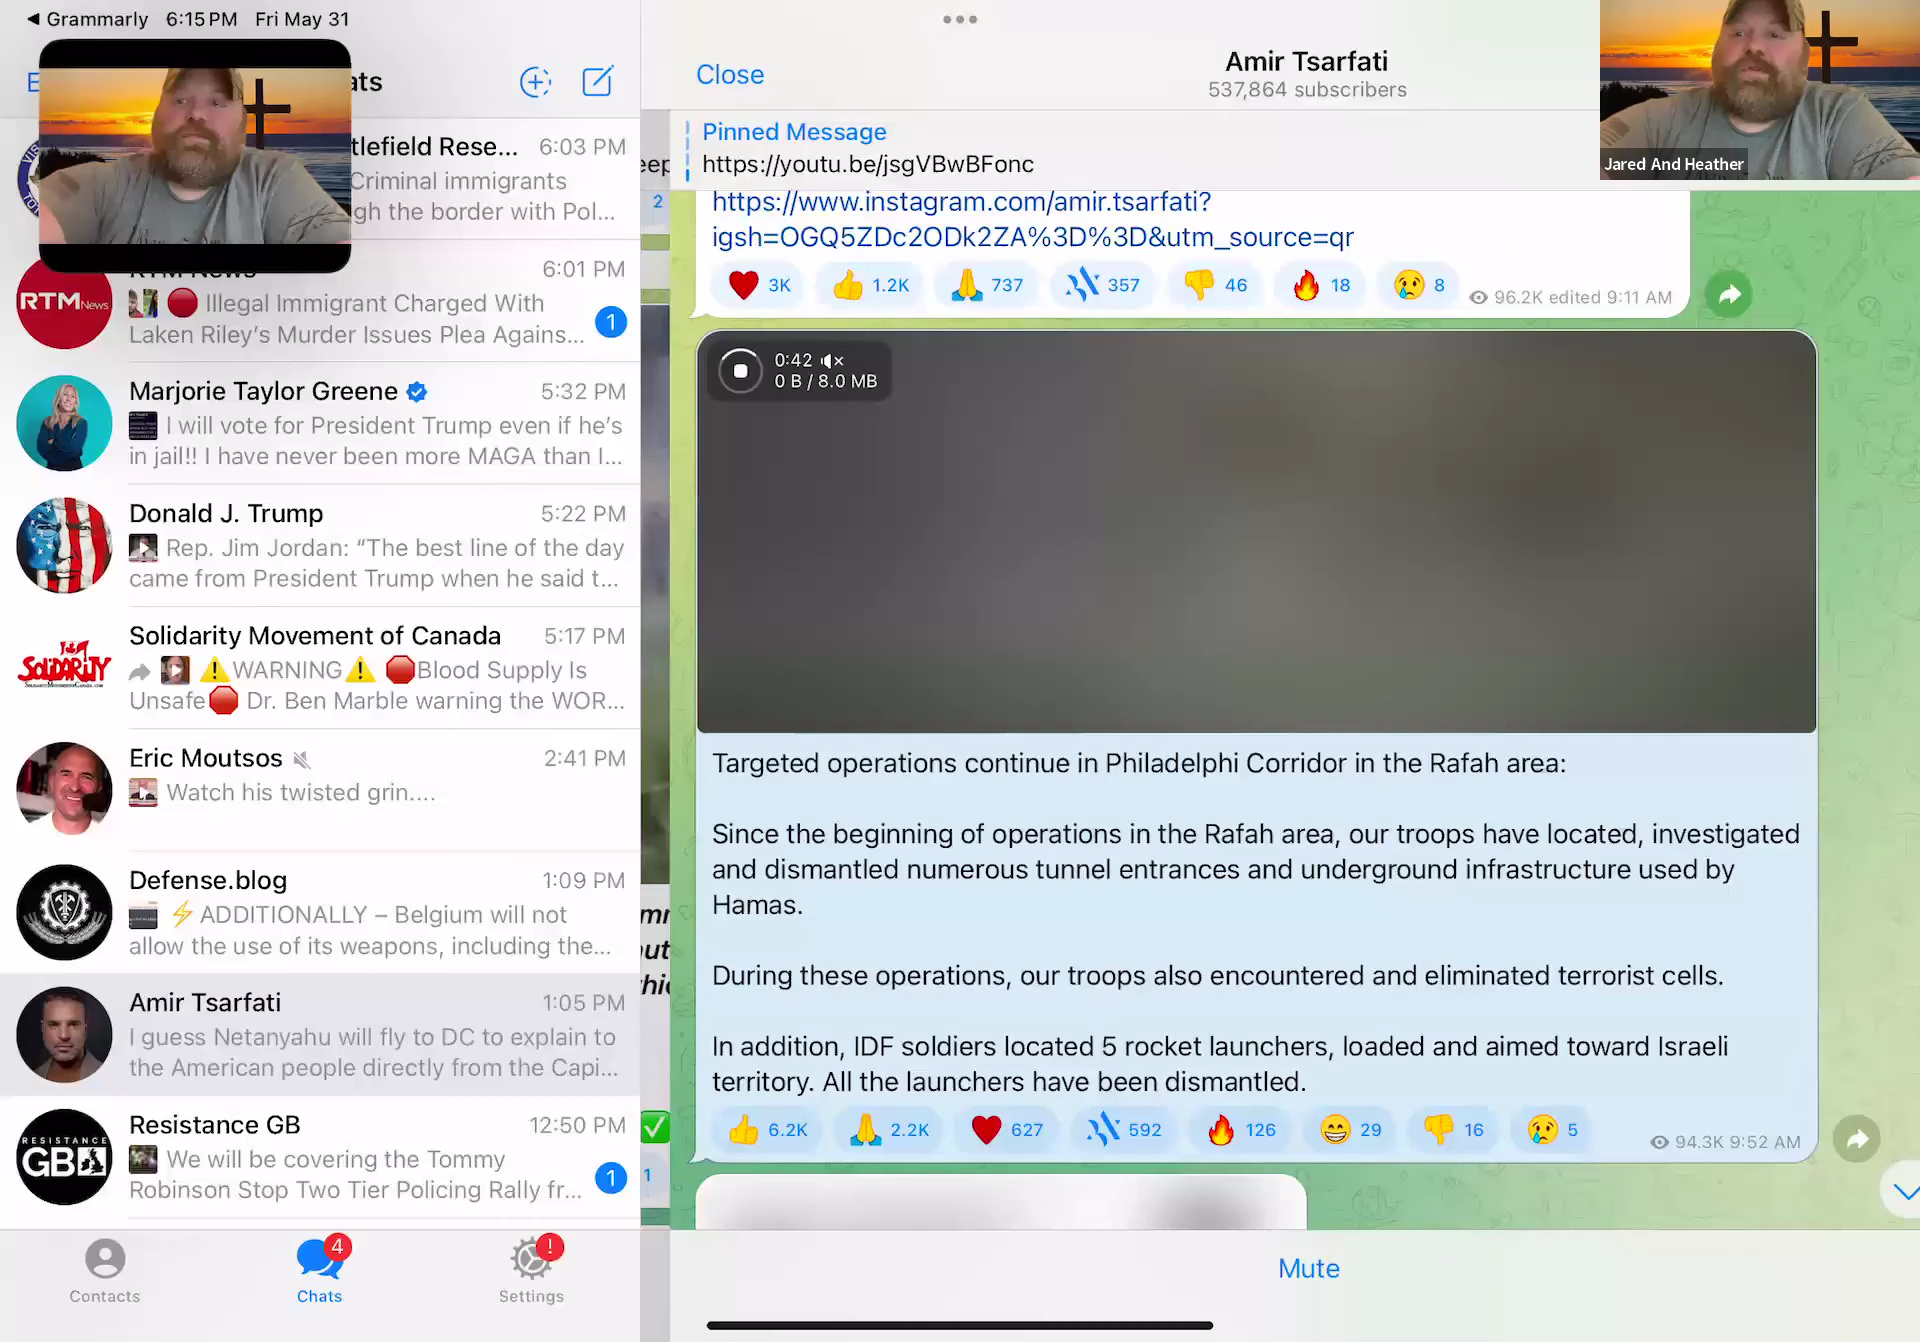 Grammarly 6:15 PM Fri May 31
ats
tlefield Rese... 6:03 PM
Criminal immigrants
gh the border with Pol...
6:01 PM
RTM News
Illegal Immigrant Charged With
Laken Riley's Murder Issues Plea Agains...
1
Marjorie Taylor Greene 5:32 PM
I will vote for President Trump even if he's
in jail!! I have never been more MAGA than I...
Donald J. Trump 5:22 PM
Rep. Jim Jordan: “The best line of the day
came from President Trump when he said t...
Solidarity Movement of Canada 5:17 PM
SOLIDARITY
⚠️WARNING⚠️ 🛑Blood Supply Is
Unsafe🛑 Dr. Ben Marble warning the WOR...
Eric Moutsos 2:41 PM
Watch his twisted grin....
Defense.blog 1:09 PM
⚡ADDITIONALLY – Belgium will not
allow the use of its weapons, including the...
Amir Tsarfati 1:05 PM
I guess Netanyahu will fly to DC to explain to
the American people directly from the Capi...
Resistance GB 12:50 PM
RESISTANCE
GB
We will be covering the Tommy
Robinson Stop Two Tier Policing Rally fr...
1
4
!
Contacts
Chats
Settings
eep
2
1
Close
Amir Tsarfati
537,864 subscribers
Jared And Heather
Pinned Message
https://youtu.be/jsgVBwBFonc
https://www.instagram.com/amir.tsarfati?
igsh=OGQ5ZDc2ODk2ZA%3D%3D&utm_source=qr
3K 1.2K 737 357 46 18 8 96.2K edited 9:11 AM
0:42
0 B / 8.0 MB
Targeted operations continue in Philadelphi Corridor in the Rafah area:
Since the beginning of operations in the Rafah area, our troops have located, investigated
and dismantled numerous tunnel entrances and underground infrastructure used by
Hamas.
During these operations, our troops also encountered and eliminated terrorist cells.
In addition, IDF soldiers located 5 rocket launchers, loaded and aimed toward Israeli
territory. All the launchers have been dismantled.
6.2K 2.2K 627 592 126 29 16 5 94.3K 9:52 AM
Mute